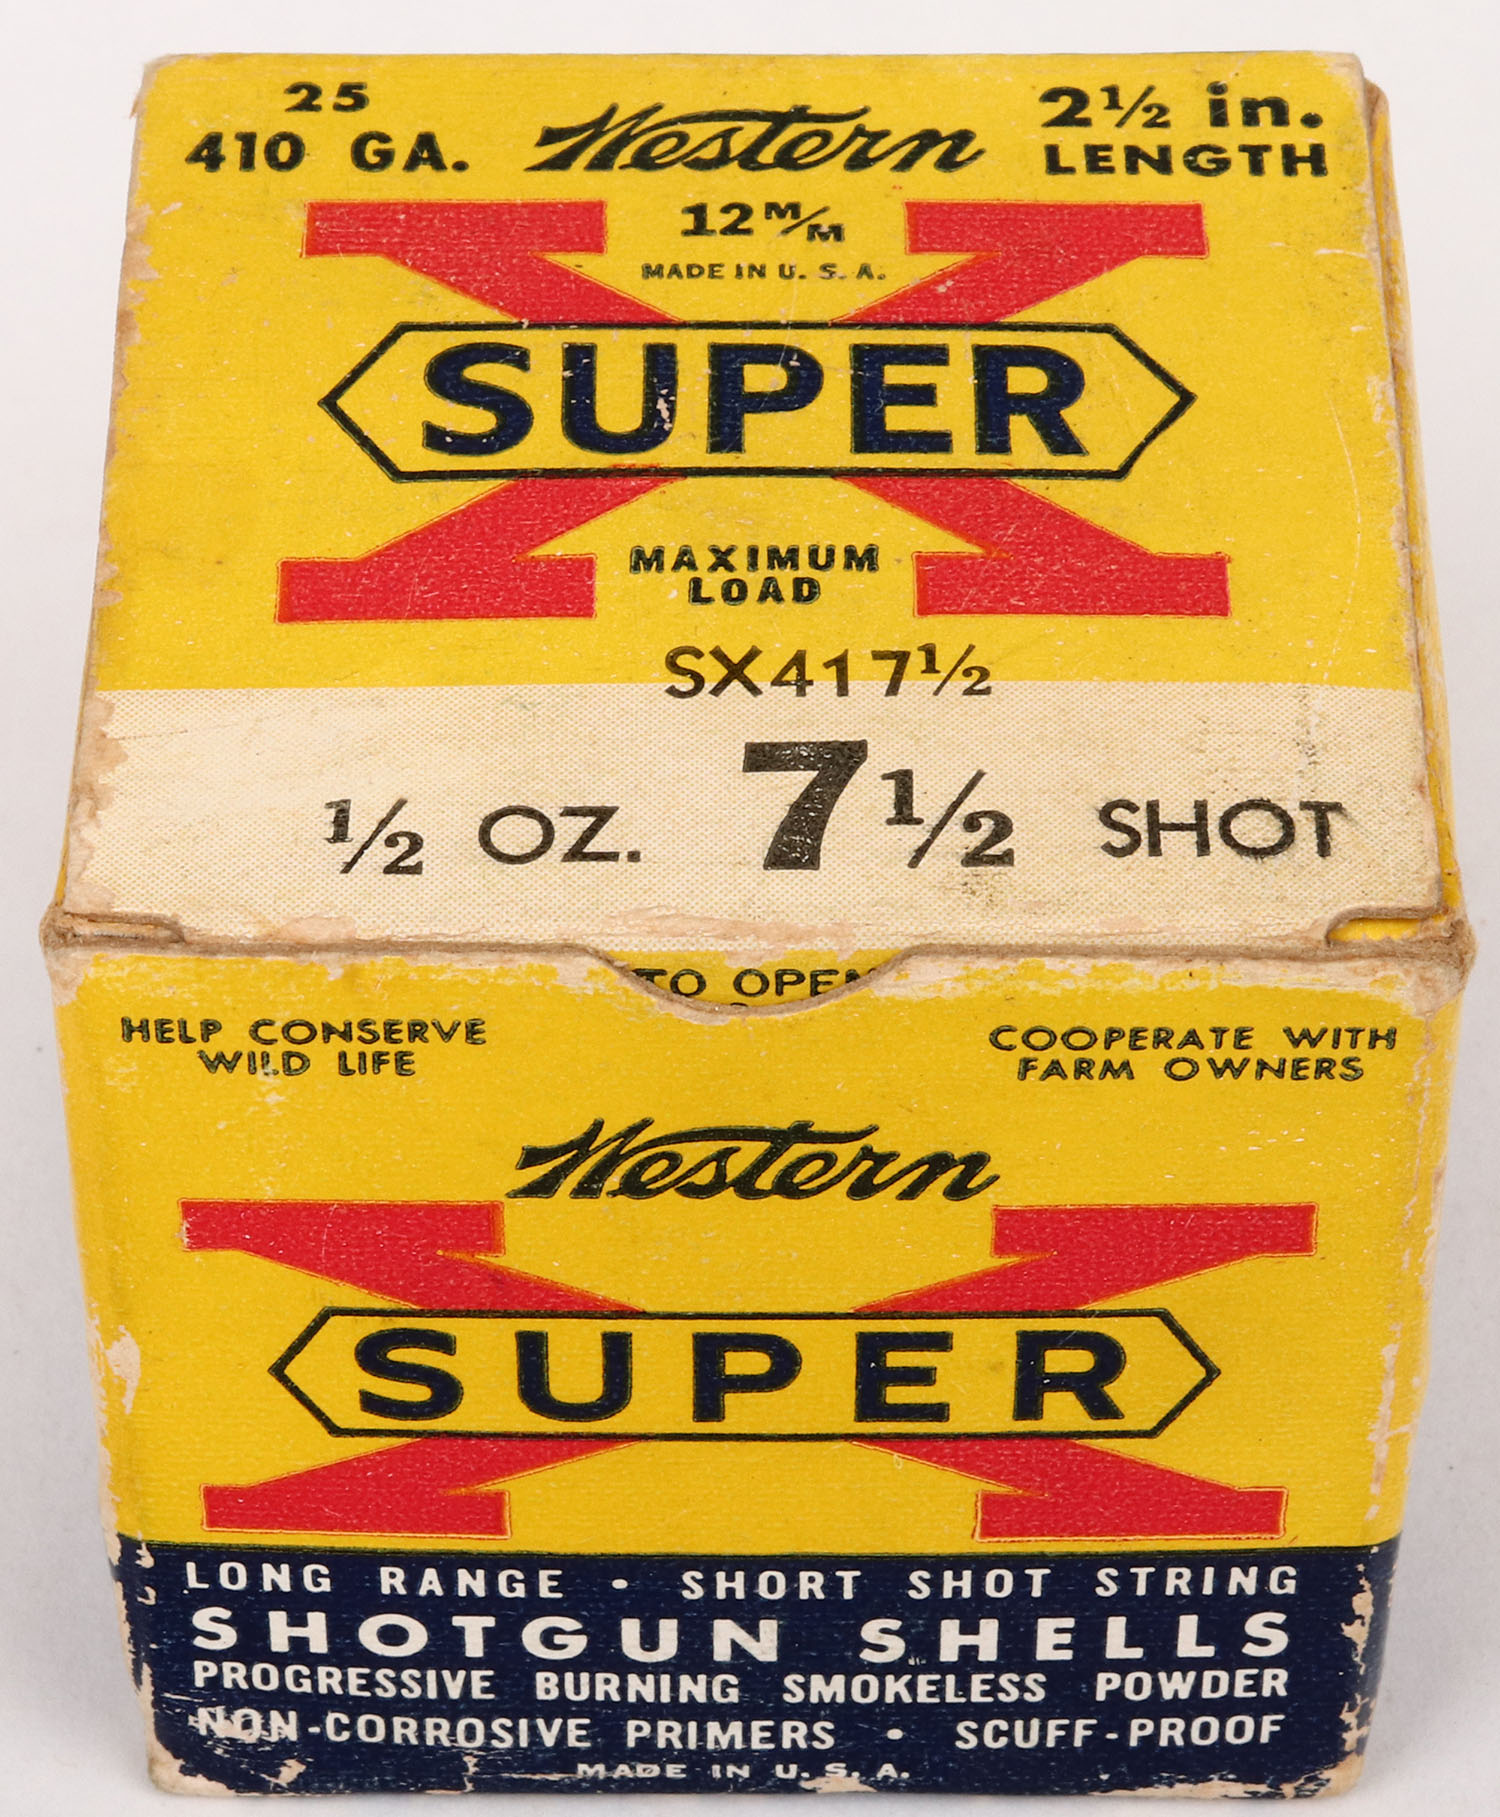 25
410 GA.
Western
2½ in.
LENGTH
12 M/M
MADE IN U. S. A.
SUPER X
MAXIMUM
LOAD
SX417½
½ OZ. 7½ SHOT
TO OPEN
HELP CONSERVE
WILD LIFE
COOPERATE WITH
FARM OWNERS
Western
SUPER X
LONG RANGE • SHORT SHOT STRING
SHOTGUN SHELLS
PROGRESSIVE BURNING SMOKELESS POWDER
NON-CORROSIVE PRIMERS • SCUFF-PROOF
MADE IN U. S. A.